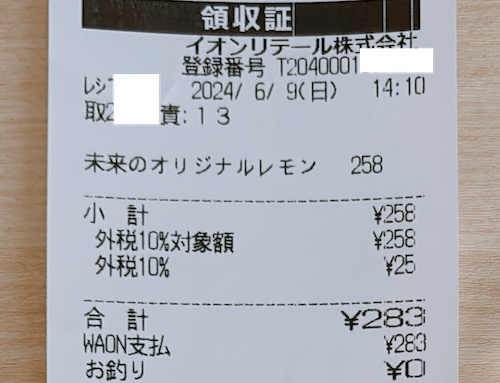 領収証
イオンリテール株式会社
登録番号 T2040001
レシ 2024/ 6/ 9(日) 14:10
取2 責:13
未来のオリジナルレモン 258
小 計 ¥258
外税10%対象額 ¥258
外税10% ¥25
合 計 ¥283
WAON支払 ¥283
お釣り ¥0